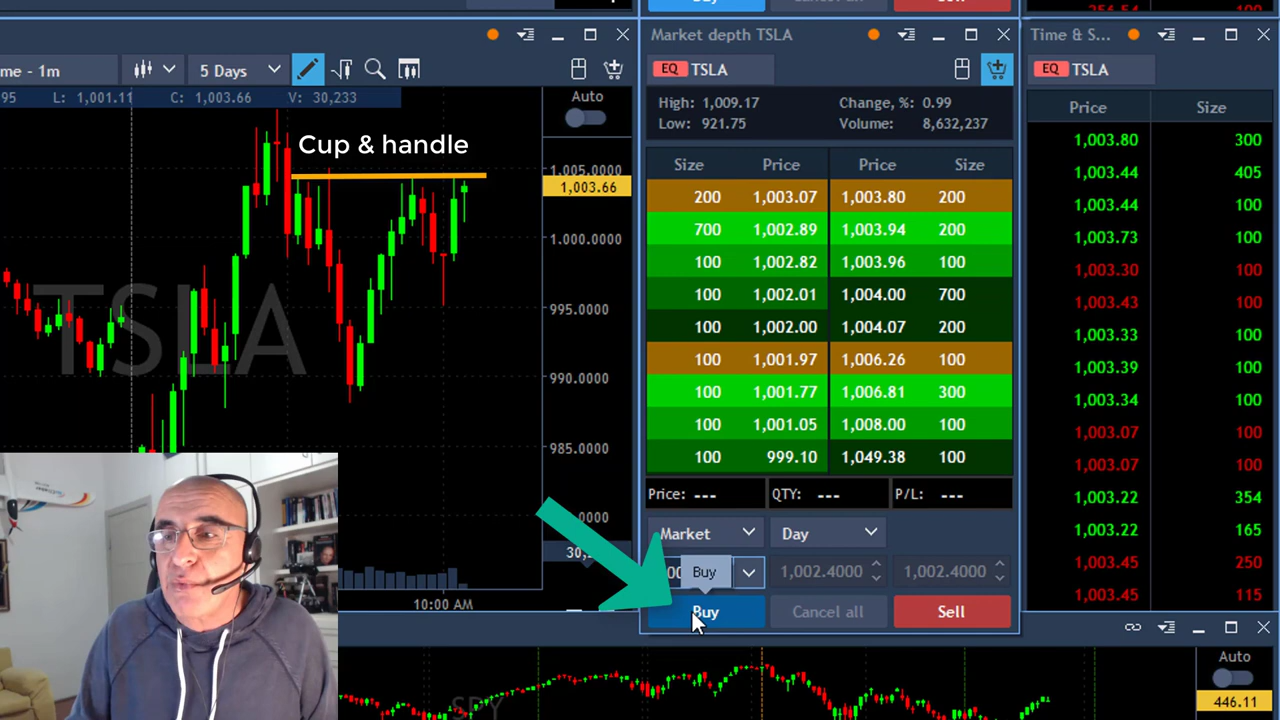 Buy
Cancel all
Sell
256.54
100
me - 1m
5 Days
95 L: 1,001.11 C: 1,003.66 V: 30,233
Auto
Cup & handle
1,005.0000
1,003.66
1,000.0000
995.0000
990.0000
985.0000
TSLA
10:00 AM
Market depth TSLA
EQ TSLA
High: 1,009.17 Change, %: 0.99
Low: 921.75 Volume: 8,632,237
Size Price Price Size
200 1,003.07 1,003.80 200
700 1,002.89 1,003.94 200
100 1,002.82 1,003.96 100
100 1,002.01 1,004.00 700
100 1,002.00 1,004.07 200
100 1,001.97 1,006.26 100
100 1,001.77 1,006.81 300
100 1,001.05 1,008.00 100
100 999.10 1,049.38 100
Price: --- QTY: --- P/L: ---
Market Day
Buy 1,002.4000 1,002.4000
Buy Cancel all Sell
Time & S...
EQ TSLA
Price Size
1,003.80 300
1,003.44 405
1,003.44 100
1,003.73 100
1,003.30 100
1,003.43 100
1,003.33 100
1,003.39 100
1,003.34 100
1,003.07 100
1,003.07 100
1,003.22 354
1,003.22 165
1,003.45 250
1,003.45 115
SPY
Auto
446.11